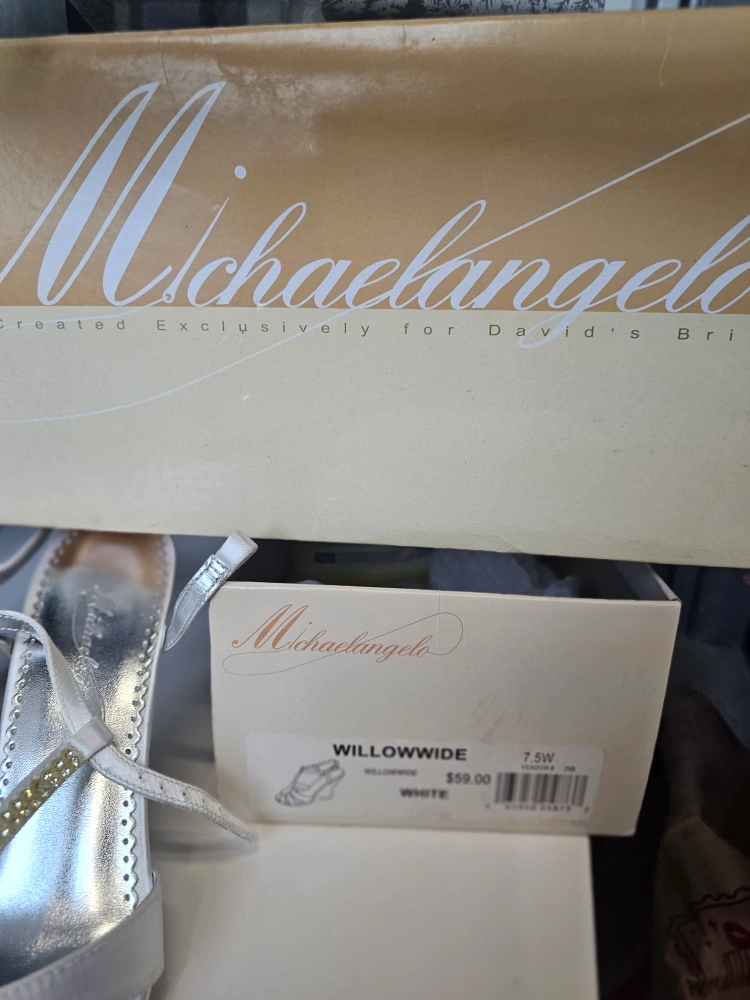 Michaelangelo
Created Exclusively for David's Bri
Michaelangelo
WILLOWWIDE
7.5W
WILLOWWIDE
$59.00
WHITE